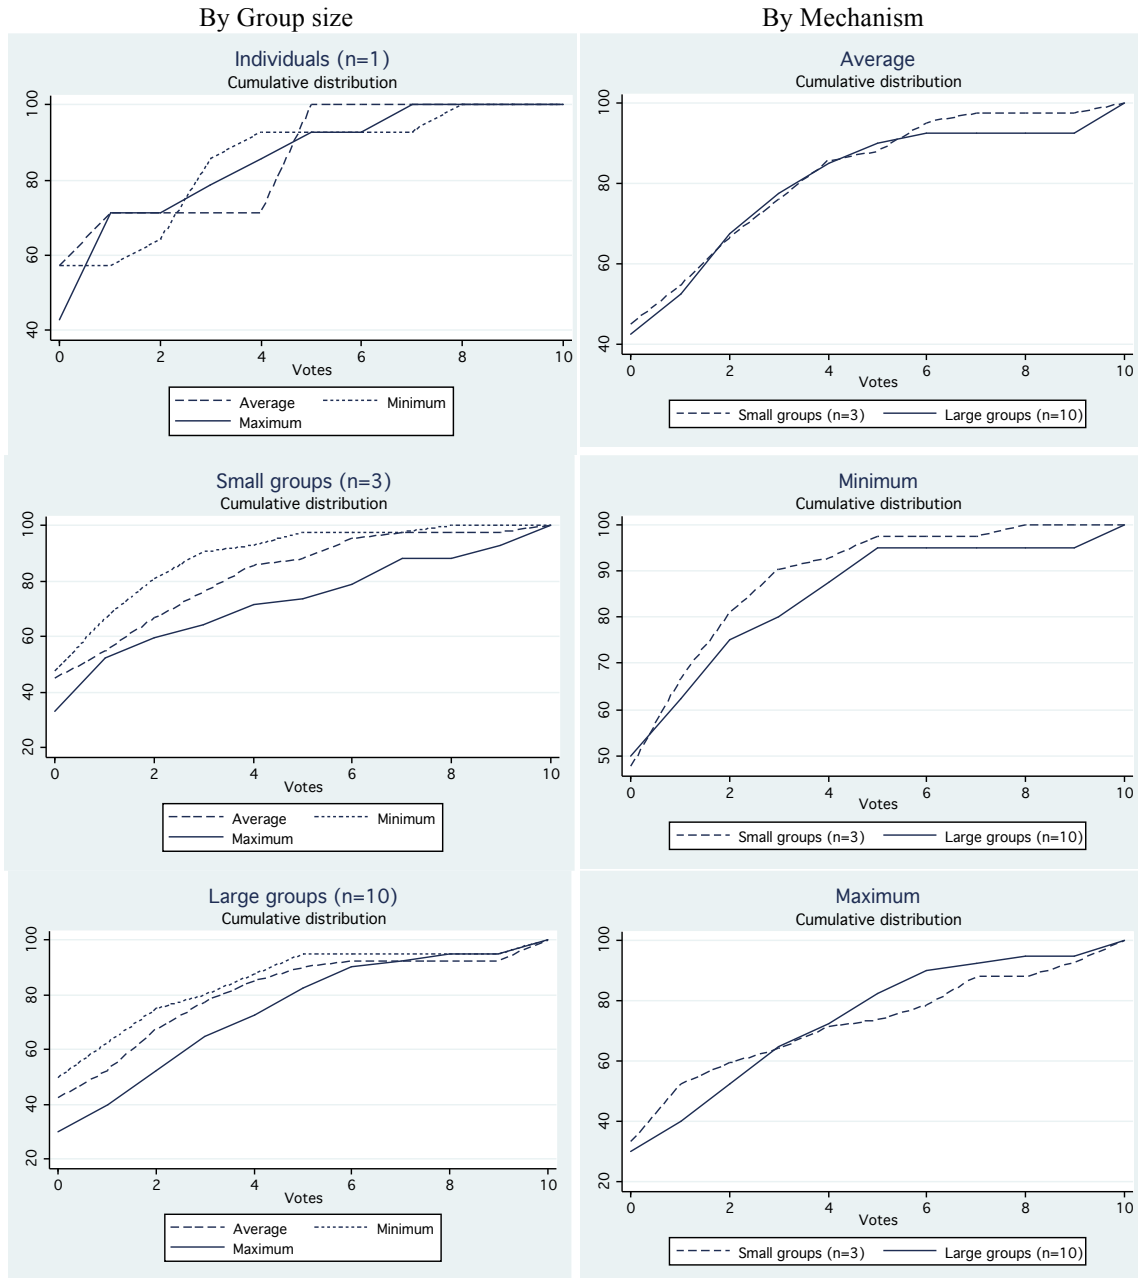 By Group size
By Mechanism
Individuals (n=1)
Cumulative distribution
100
80
60
40
0 2 4 6 8 10
Votes
Average Minimum
Maximum
Average
Cumulative distribution
100
80
60
40
0 2 4 6 8 10
Votes
Small groups (n=3) Large groups (n=10)
Small groups (n=3)
Cumulative distribution
100
80
60
40
20
0 2 4 6 8 10
Votes
Average Minimum
Maximum
Minimum
Cumulative distribution
100
90
80
70
60
50
0 2 4 6 8 10
Votes
Small groups (n=3) Large groups (n=10)
Large groups (n=10)
Cumulative distribution
100
80
60
40
20
0 2 4 6 8 10
Votes
Average Minimum
Maximum
Maximum
Cumulative distribution
100
80
60
40
20
0 2 4 6 8 10
Votes
Small groups (n=3) Large groups (n=10)